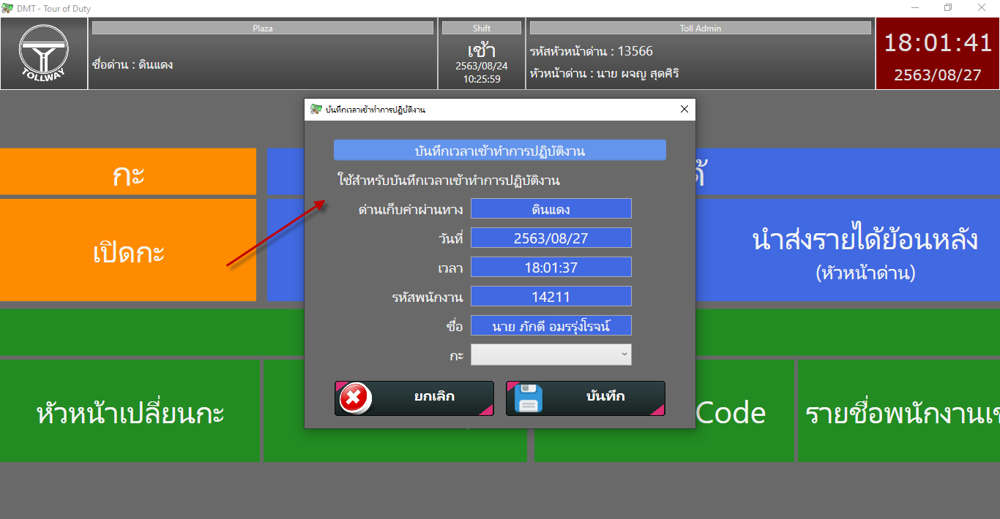 DMT - Tour of Duty
Plaza
Shift
Toll Admin
18:01:41
TOLLWAY
ชื่อด่าน : ดินแดง
เช้า
2563/08/24
10:25:59
รหัสหัวหน้าด่าน : 13566
หัวหน้าด่าน : นาย ผจญ สุดศิริ
2563/08/27
บันทึกเวลาเข้าทำการปฏิบัติงาน
บันทึกเวลาเข้าทำการปฏิบัติงาน
ใช้สำหรับบันทึกเวลาเข้าทำการปฏิบัติงาน
ด่านเก็บค่าผ่านทาง ดินแดง
วันที่ 2563/08/27
เวลา 18:01:37
รหัสพนักงาน 14211
ชื่อ นาย ภักดี อมรรุ่งโรจน์
กะ
ยกเลิก
บันทึก
กะ
เปิดกะ
นำส่งรายได้ย้อนหลัง
(หัวหน้าด่าน)
หัวหน้าเปลี่ยนกะ
Code
รายชื่อพนักงานเข